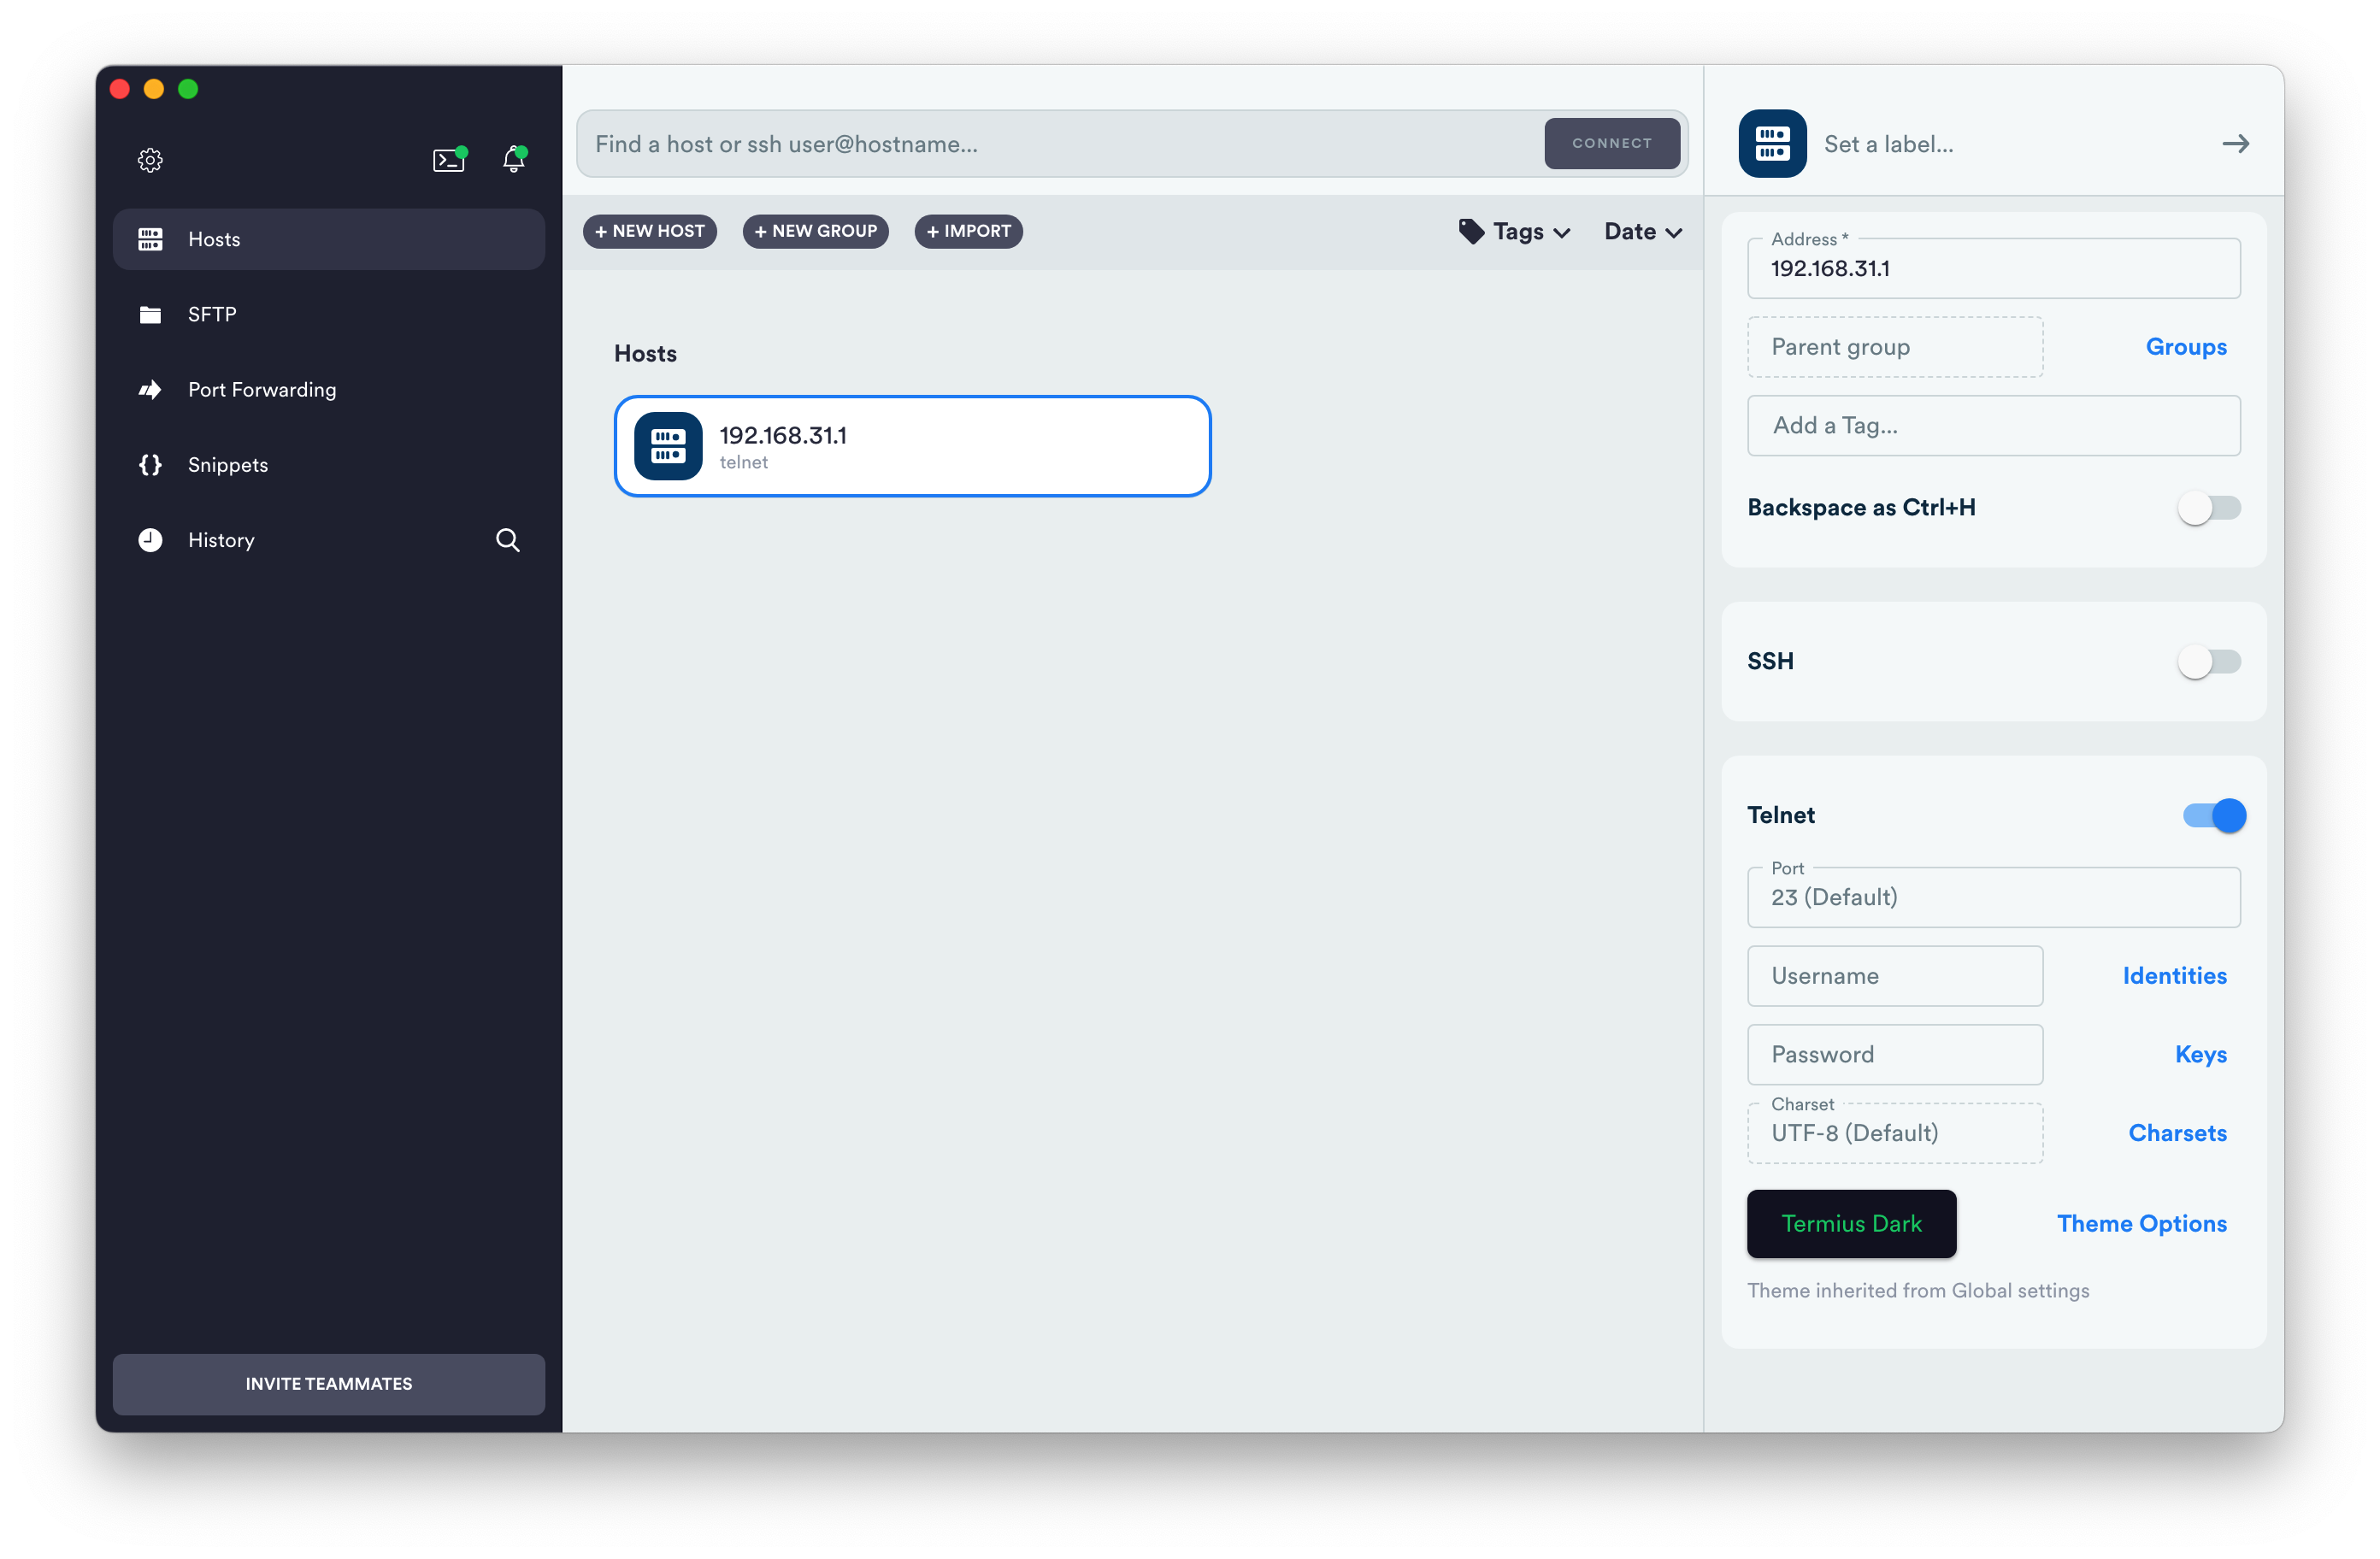 Hosts
SFTP
Port Forwarding
Snippets
History
INVITE TEAMMATES
Find a host or ssh user@hostname...
CONNECT
+ NEW HOST
+ NEW GROUP
+ IMPORT
Tags
Date
Hosts
192.168.31.1
telnet
Set a label...
Address *
192.168.31.1
Parent group
Groups
Add a Tag...
Backspace as Ctrl+H
SSH
Telnet
Port
23 (Default)
Username
Identities
Password
Keys
Charset
UTF-8 (Default)
Charsets
Termius Dark
Theme Options
Theme inherited from Global settings